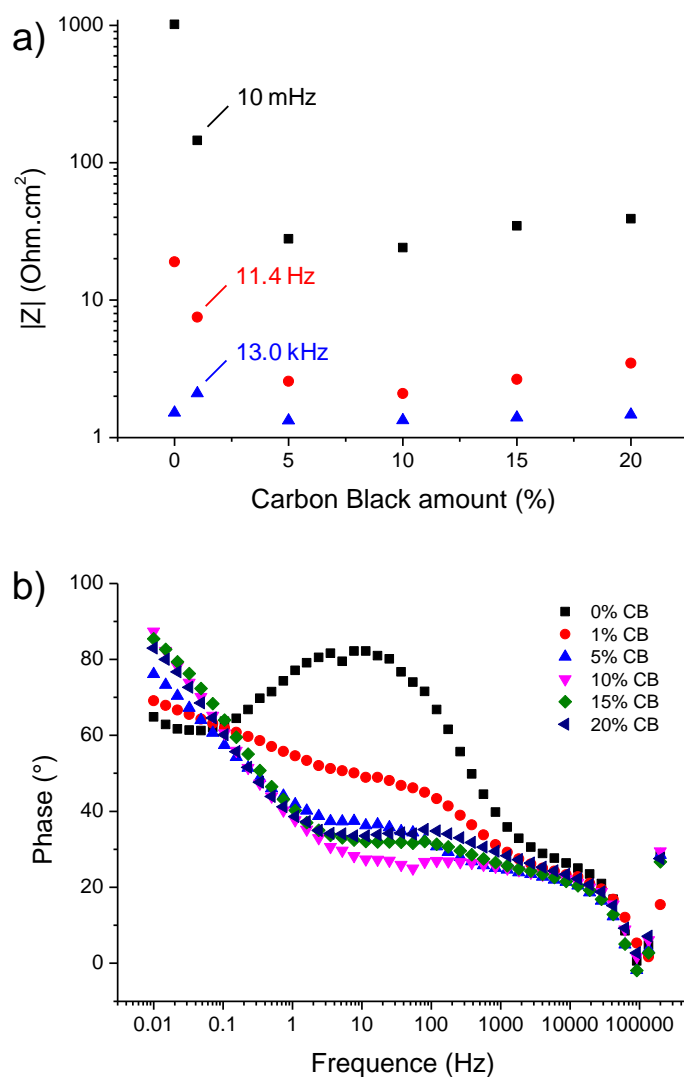 a)
1000
100
10
1
|Z| (Ohm.cm²)
10 mHz
11.4 Hz
13.0 kHz
0 5 10 15 20
Carbon Black amount (%)
b)
100
80
60
40
20
0
Phase (°)
0% CB
1% CB
5% CB
10% CB
15% CB
20% CB
0.01 0.1 1 10 100 1000 10000 100000
Frequence (Hz)